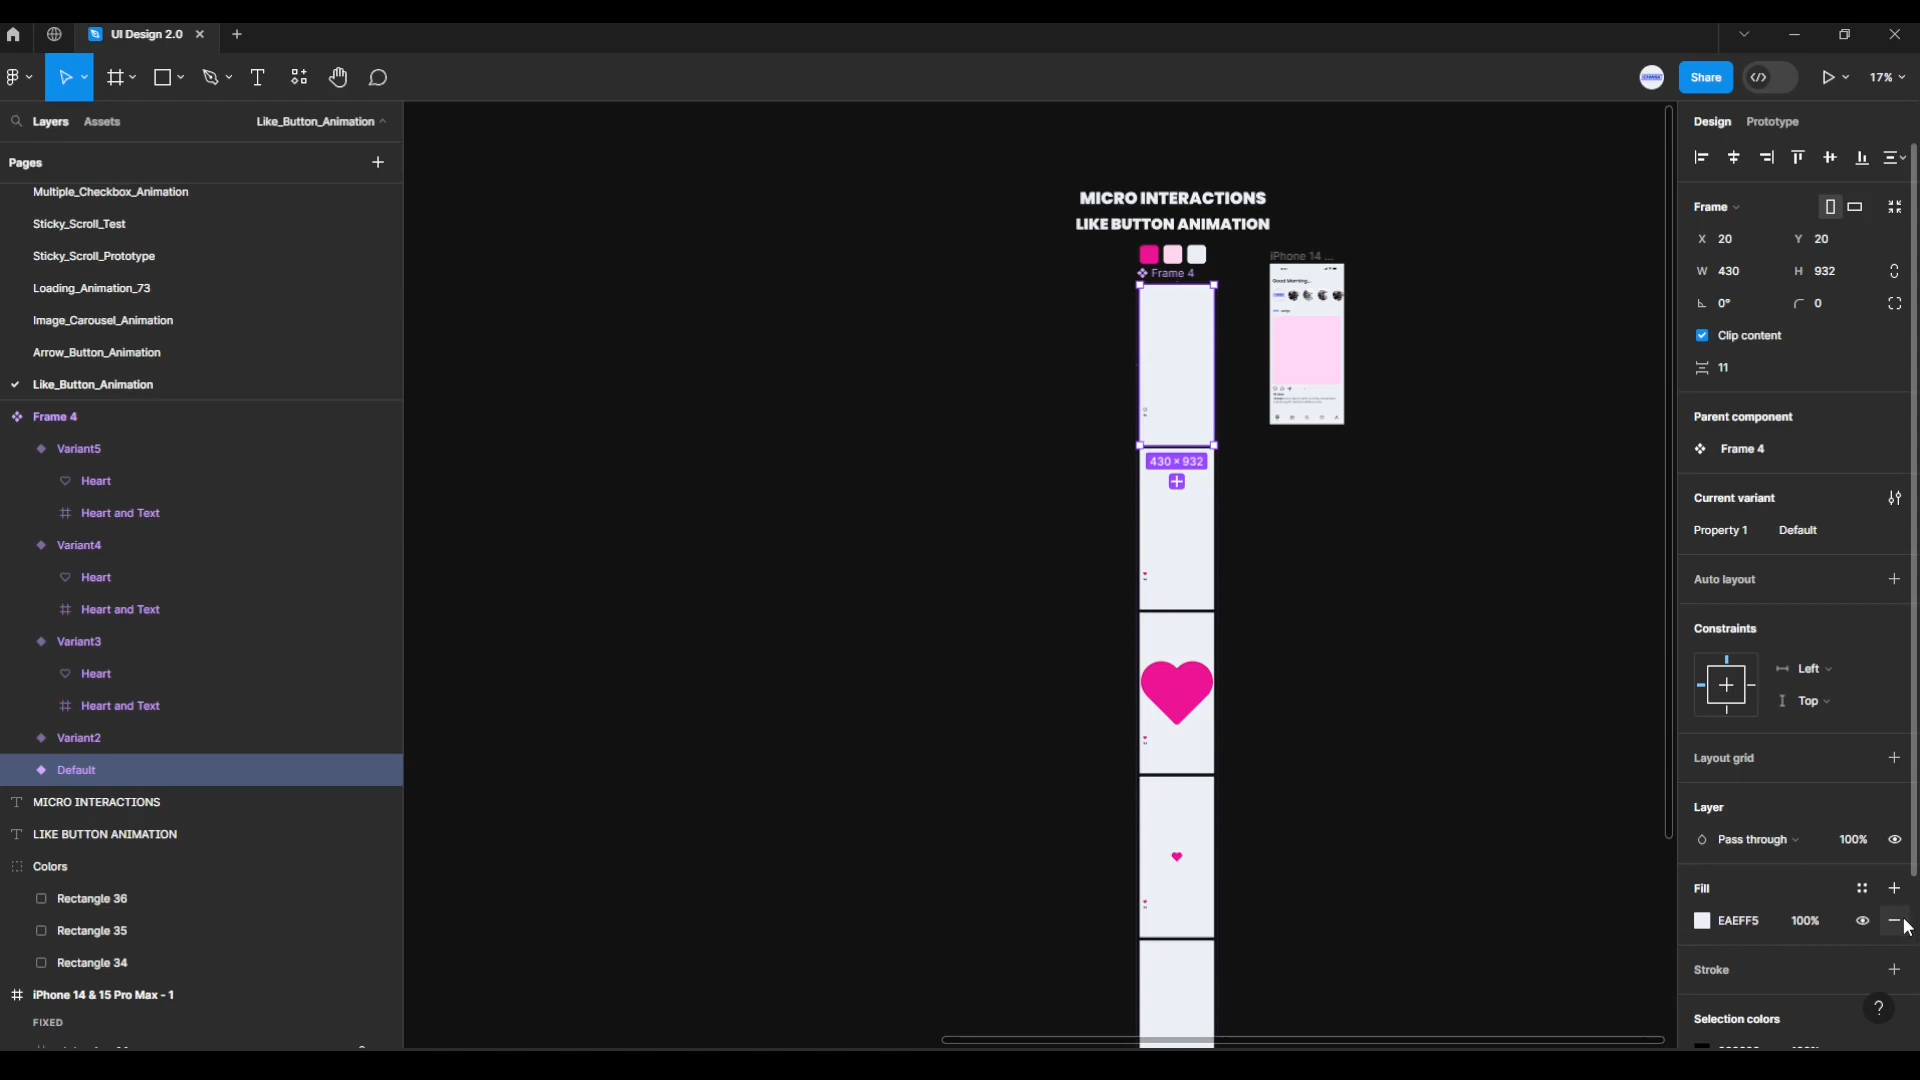 UI Design 2.0
Share
17%
Layers
Assets
Like_Button_Animation
Pages
Multiple_Checkbox_Animation
Sticky_Scroll_Test
Sticky_Scroll_Prototype
Loading_Animation_73
Image_Carousel_Animation
Arrow_Button_Animation
Like_Button_Animation
Frame 4
Variant5
Heart
Heart and Text
Variant4
Heart
Heart and Text
Variant3
Heart
Heart and Text
Variant2
Default
MICRO INTERACTIONS
LIKE BUTTON ANIMATION
Colors
Rectangle 36
Rectangle 35
Rectangle 34
iPhone 14 & 15 Pro Max - 1
FIXED
MICRO INTERACTIONS
LIKE BUTTON ANIMATION
Frame 4
iPhone 14 ...
Good Morning...
430 × 932
Design
Prototype
Frame
X 20
Y 20
W 430
H 932
0°
0
Clip content
11
Parent component
Frame 4
Current variant
Property 1
Default
Auto layout
Constraints
Left
Top
Layout grid
Layer
Pass through
100%
Fill
EAEFF5
100%
Stroke
?
Selection colors